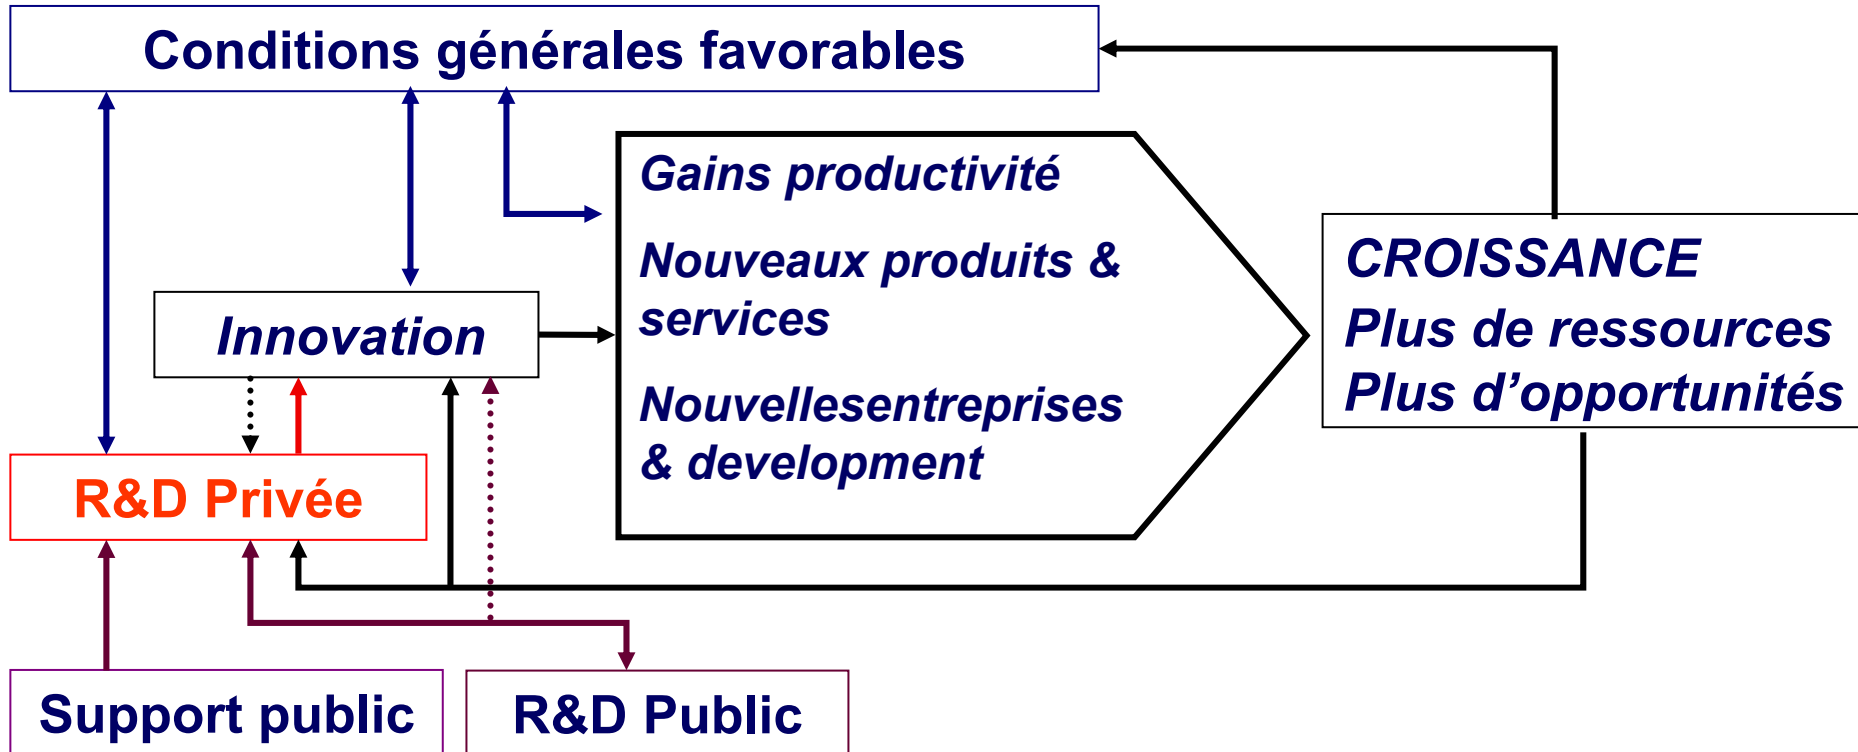 Conditions générales favorables
Gains productivité
Nouveaux produits &
services
Nouvellesentreprises
& development
CROISSANCE
Plus de ressources
Plus d’opportunités
Innovation
R&D Privée
Support public
R&D Public